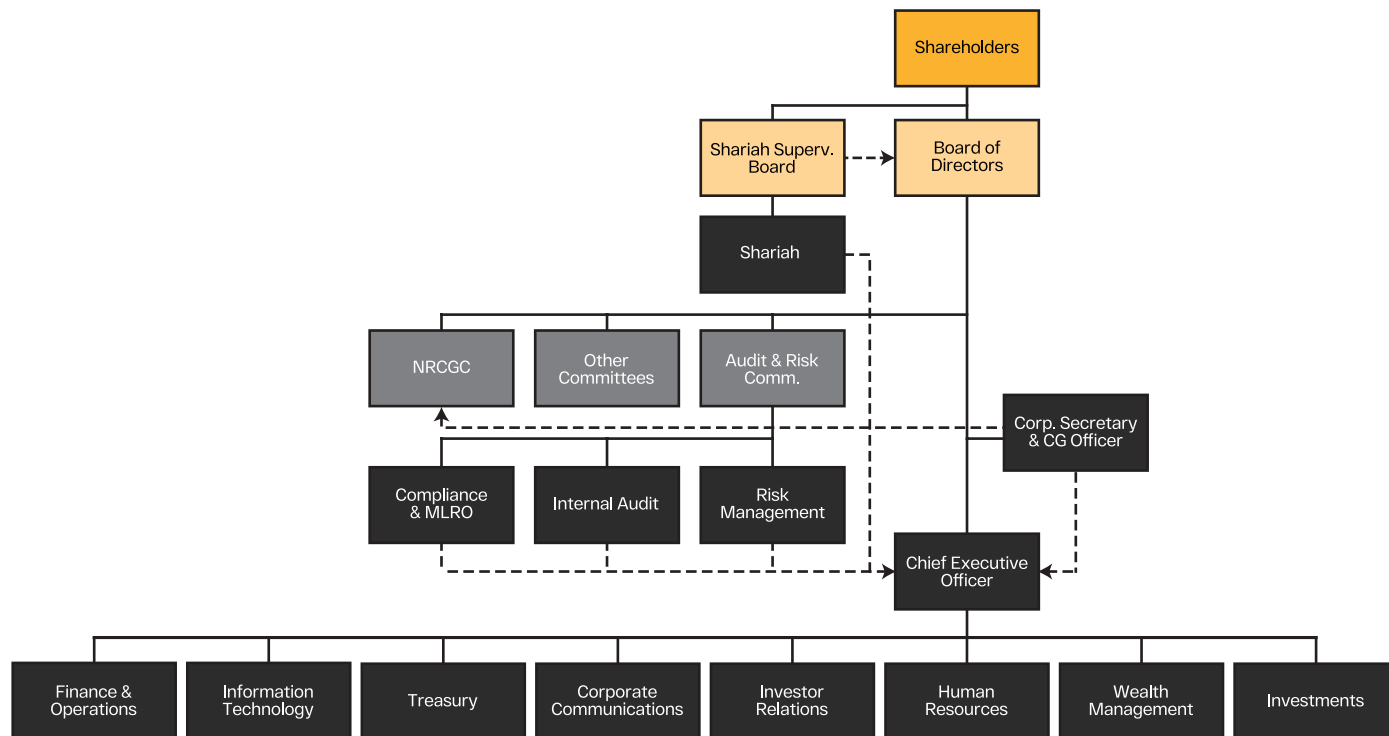 Shareholders
Shariah Superv.
Board
Board of
Directors
Shariah
NRCGC
Other
Committees
Audit & Risk
Comm.
Corp. Secretary
& CG Officer
Compliance
& MLRO
Internal Audit
Risk
Management
Chief Executive
Officer
Finance &
Operations
Information
Technology
Treasury
Corporate
Communications
Investor
Relations
Human
Resources
Wealth
Management
Investments